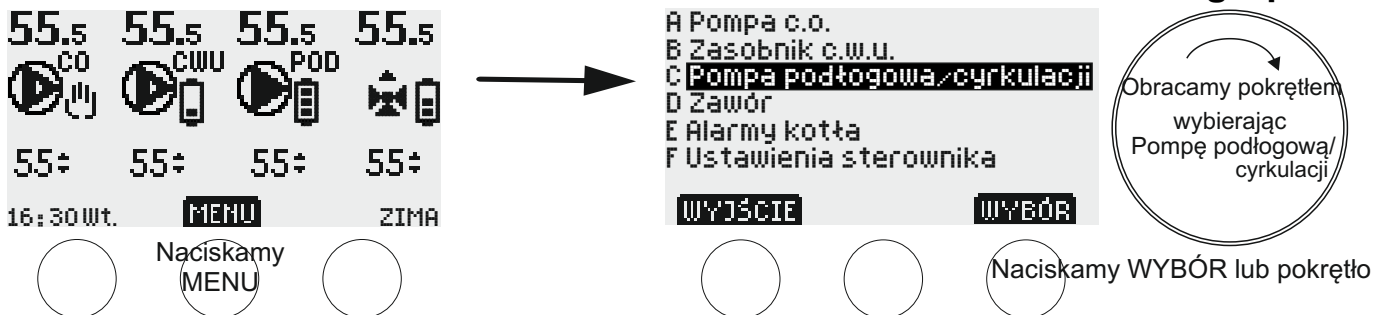 55.5 55.5 55.5 55.5
CO CWU POD
55 55 55 55
16:30 Wt. MENU ZIMA
Naciskamy
MENU
A Pompa c.o.
B Zasobnik c.w.u.
C Pompa podłogowa/cyrkulacji
D Zawór
E Alarmy kotła
F Ustawienia sterownika
WYJŚCIE WYBÓR
Obracamy pokrętłem
wybierając
Pompę podłogową/
cyrkulacji
Naciskamy WYBÓR lub pokrętło